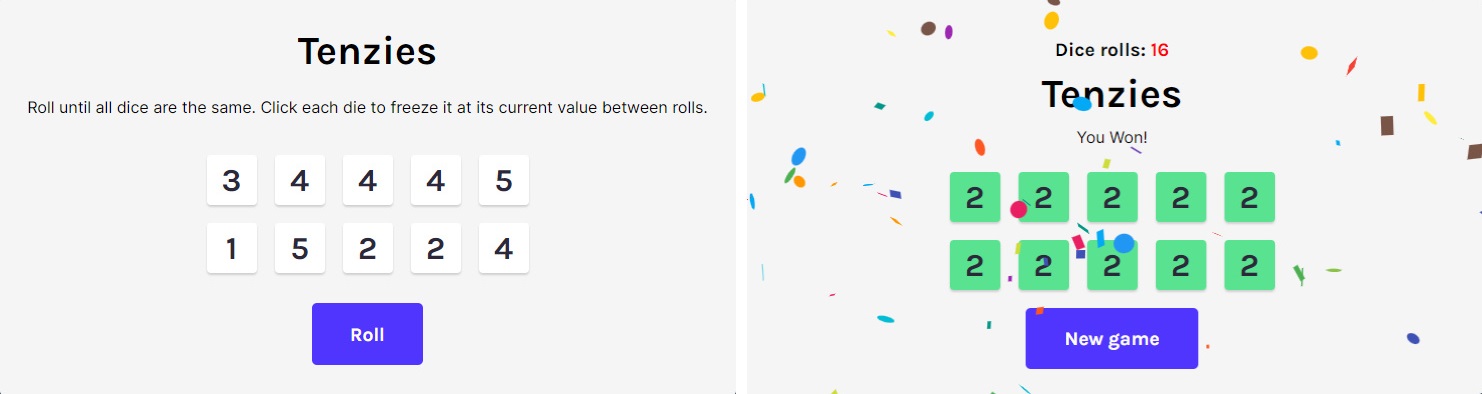 Tenzies
Roll until all dice are the same. Click each die to freeze it at its current value between rolls.
3 4 4 4 5
1 5 2 2 4
Roll
Dice rolls: 16
Tenzies
You Won!
2 2 2 2 2
2 2 2 2 2
New game